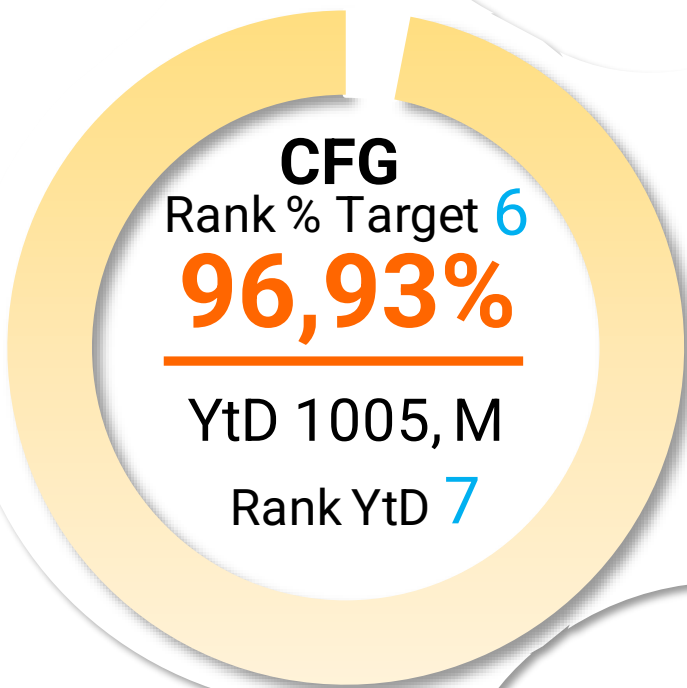 CFG
Rank % Target 6
96,93%
YtD 1005, M
Rank YtD 7